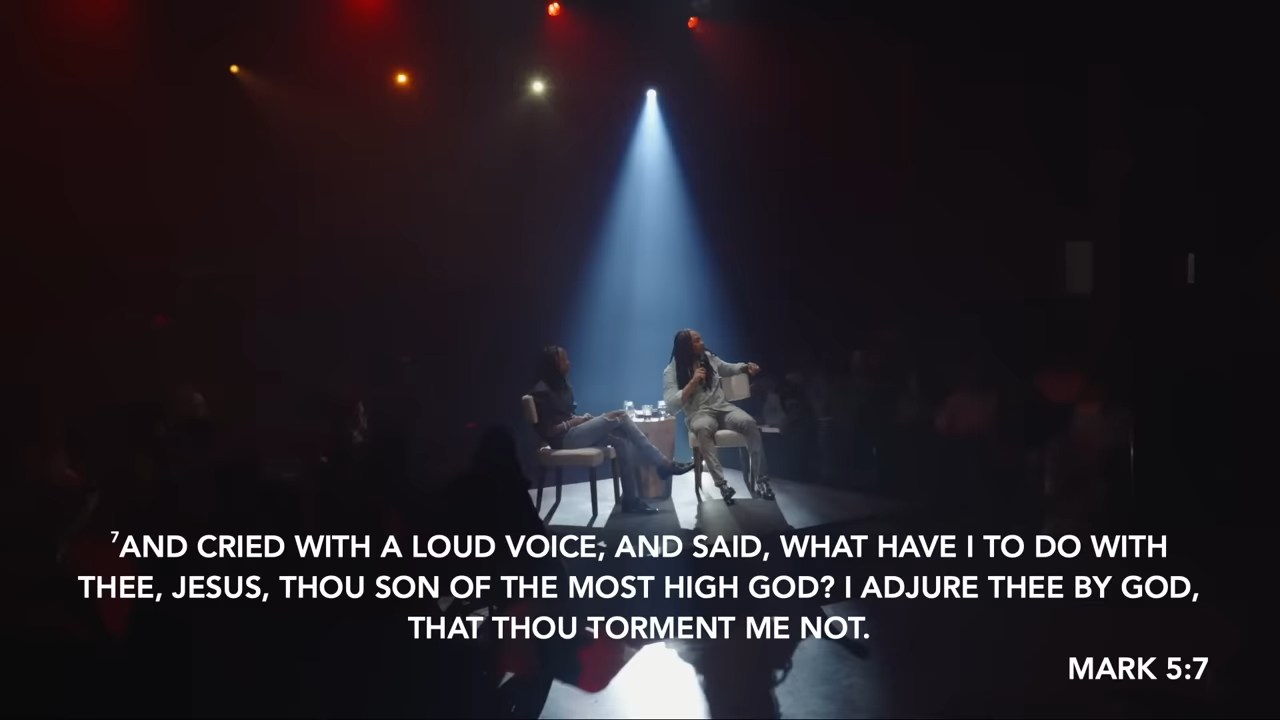 ⁷AND CRIED WITH A LOUD VOICE, AND SAID, WHAT HAVE I TO DO WITH
THEE, JESUS, THOU SON OF THE MOST HIGH GOD? I ADJURE THEE BY GOD,
THAT THOU TORMENT ME NOT.
MARK 5:7